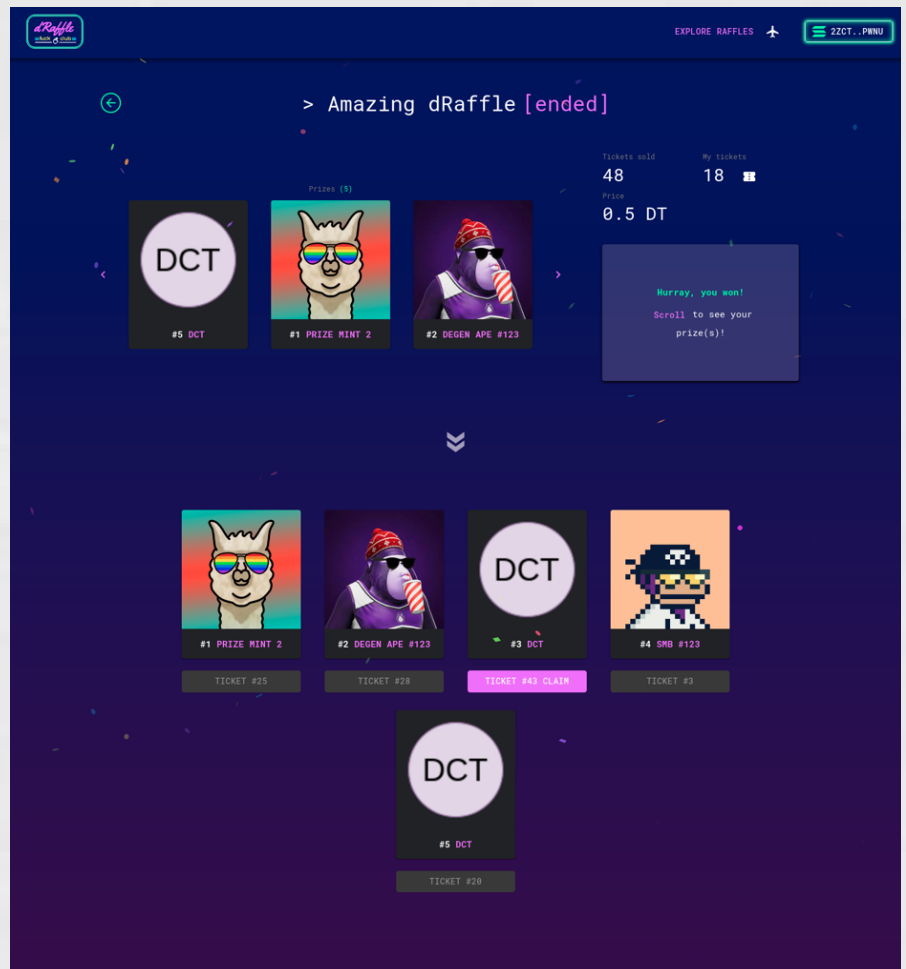 dRaffle
EXPLORE RAFFLES
2ZCT..PWNU
> Amazing dRaffle [ended]
Tickets sold
48
My tickets
18
Price
0.5 DT
Prizes (5)
DCT
#5 DCT
#1 PRIZE MINT 2
#2 DEGEN APE #123
Hurray, you won!
Scroll to see your
prize(s)!
#1 PRIZE MINT 2
#2 DEGEN APE #123
DCT
#3 DCT
#4 SMB #123
TICKET #25
TICKET #28
TICKET #43 CLAIM
TICKET #3
DCT
#5 DCT
TICKET #20